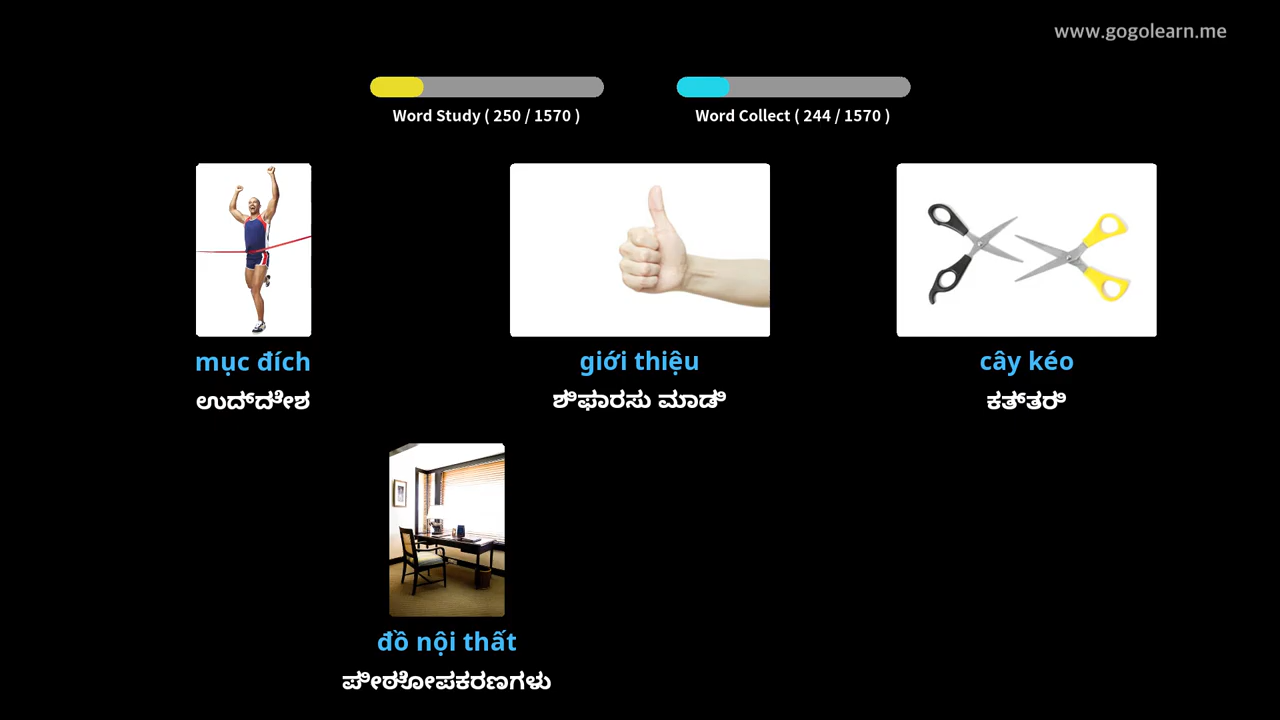 www.gogolearn.me
Word Study ( 250 / 1570 )
Word Collect ( 244 / 1570 )
mục đích
ಉದ್ದೇಶ
giới thiệu
ಶಿಫಾರಸು ಮಾಡಿ
cây kéo
ಕತ್ತರಿ
đồ nội thất
ಪೀಠೋಪಕರಣಗಳು